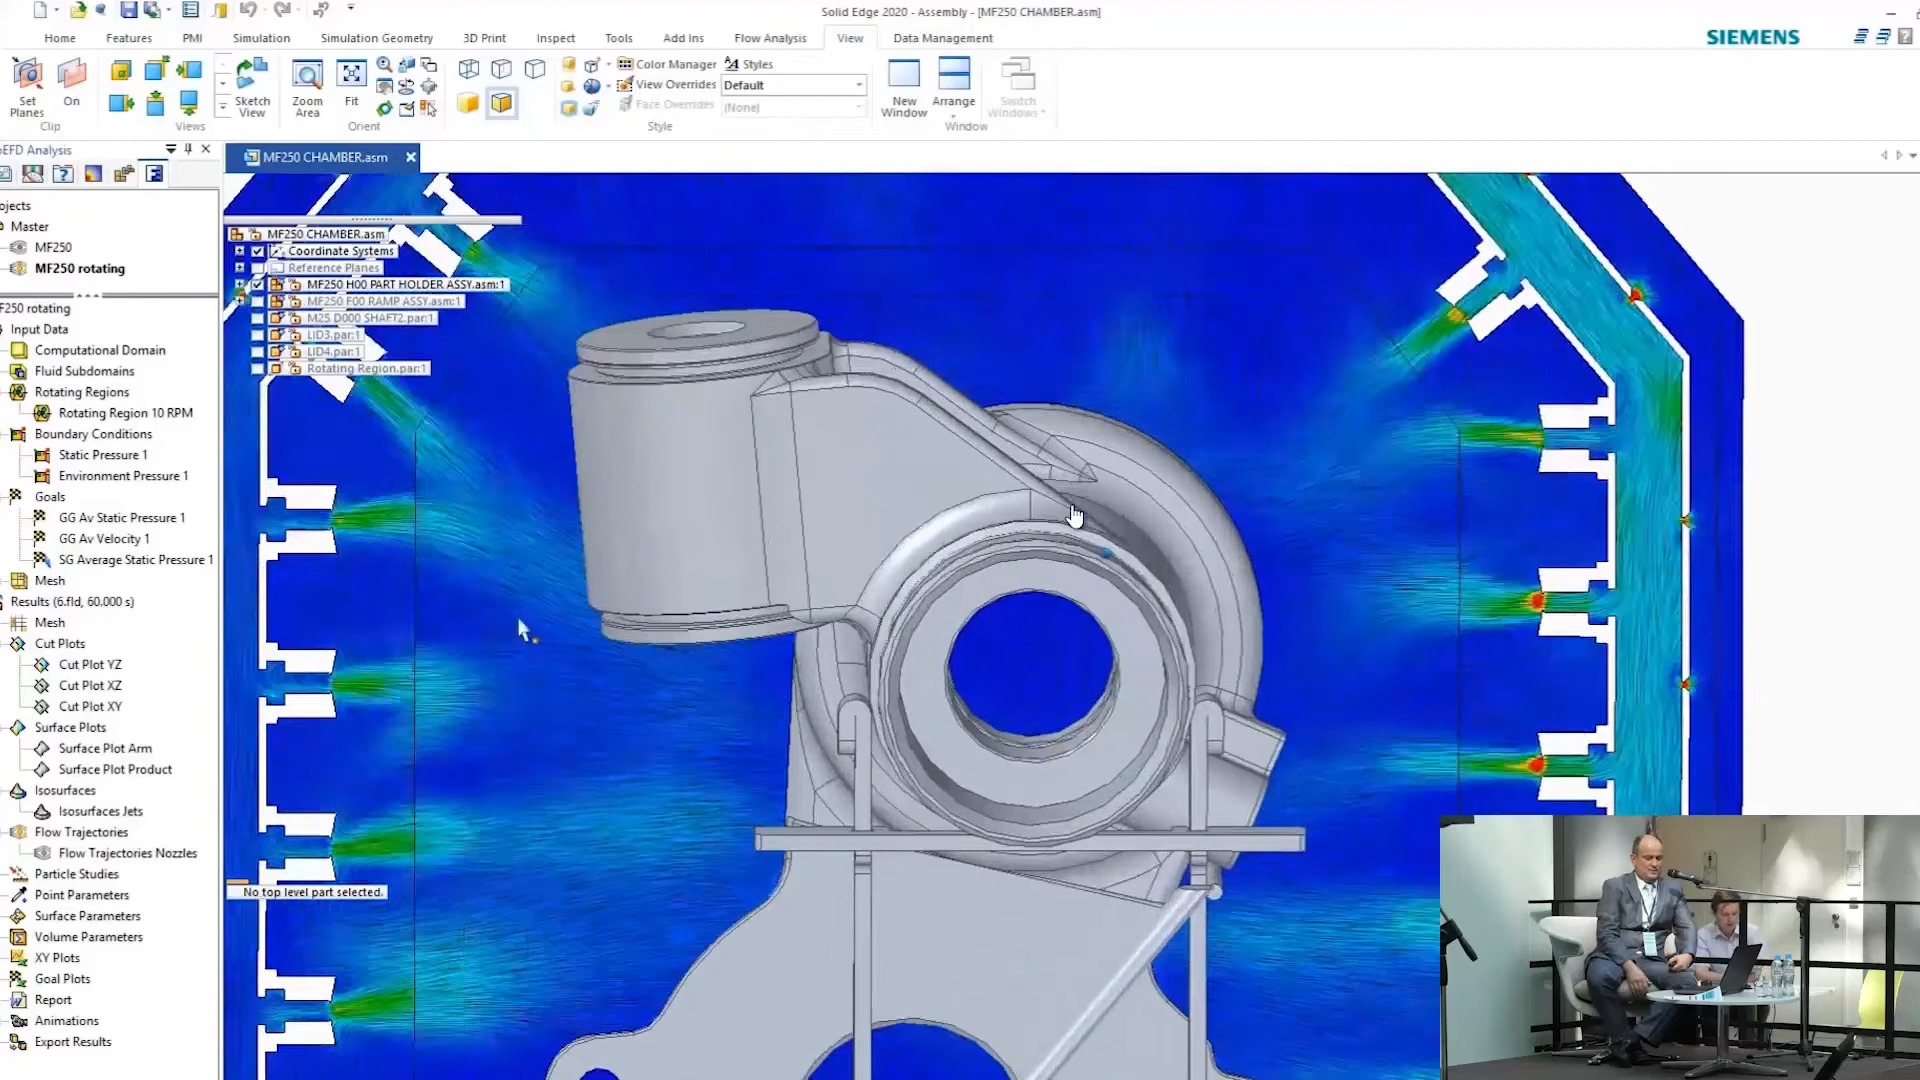 Solid Edge 2020 - Assembly - [MF250 CHAMBER.asm]
Home Features PMI Simulation Simulation Geometry 3D Print Inspect Tools Add Ins Flow Analysis View Data Management
SIEMENS
Set Planes
On
Sketch View
Zoom Area
Fit
Color Manager
Styles
View Overrides
Default
Face Overrides
(None)
New Window
Arrange
Switch Windows
Clip
Views
Orient
Style
Window
EFD Analysis
MF250 CHAMBER.asm
ojects
Master
MF250
MF250 rotating
F250 rotating
Input Data
Computational Domain
Fluid Subdomains
Rotating Regions
Rotating Region 10 RPM
Boundary Conditions
Static Pressure 1
Environment Pressure 1
Goals
GG Av Static Pressure 1
GG Av Velocity 1
SG Average Static Pressure 1
Mesh
Results (6.fld, 60.000 s)
Mesh
Cut Plots
Cut Plot YZ
Cut Plot XZ
Cut Plot XY
Surface Plots
Surface Plot Arm
Surface Plot Product
Isosurfaces
Isosurfaces Jets
Flow Trajectories
Flow Trajectories Nozzles
Particle Studies
Point Parameters
Surface Parameters
Volume Parameters
XY Plots
Goal Plots
Report
Animations
Export Results
MF250 CHAMBER.asm
Coordinate Systems
Reference Planes
MF250 H00 PART HOLDER ASSY.asm:1
MF250 F00 RAMP ASSY.asm:1
M25 D000 SHAFT2.par:1
LID3.par:1
LID4.par:1
Rotating Region.par:1
No top level part selected.